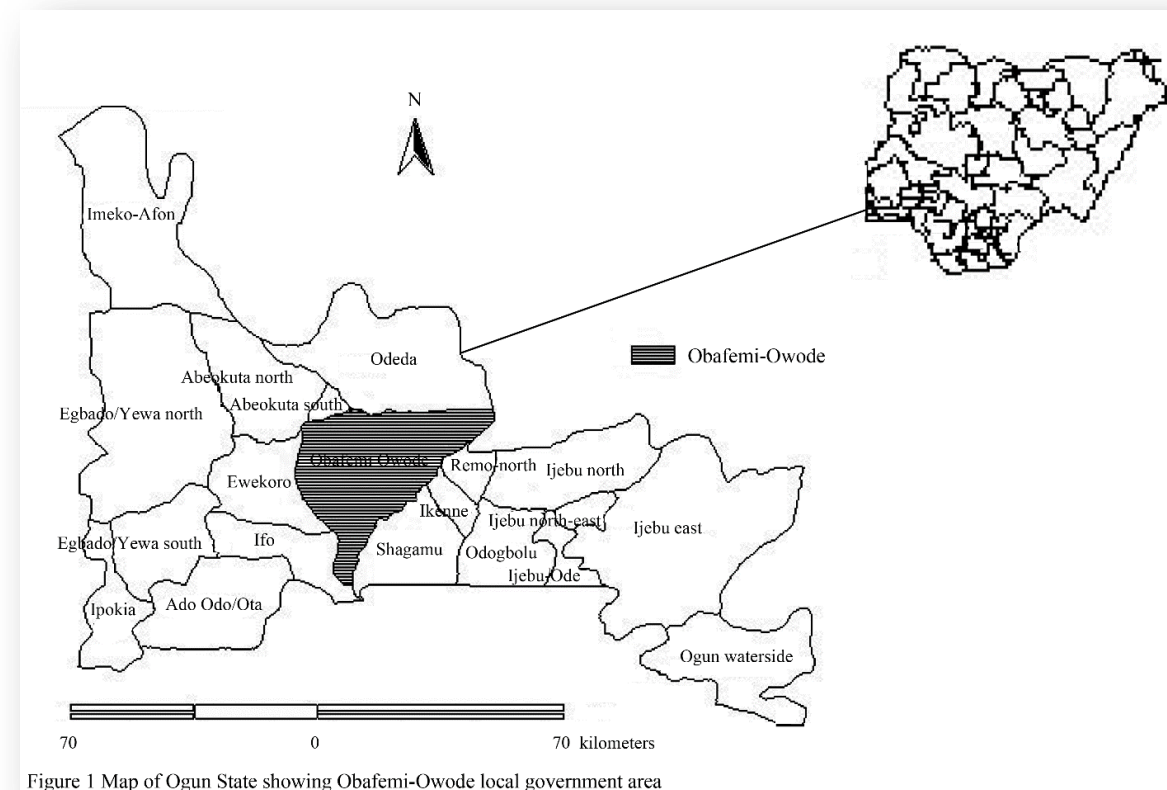 N
Imeko-Afon
Odeda
Obafemi-Owode
Abeokuta north
Abeokuta south
Egbado/Yewa north
Obafemi-Owode
Remo-north
Ijebu north
Ewekoro
Ikenne
Ijebu north-east
Ijebu east
Egbado/Yewa south
Ifo
Shagamu
Odogbolu
Ijebu-Ode
Ipokia
Ado Odo/Ota
Ogun waterside
70 0 70 kilometers
Figure 1 Map of Ogun State showing Obafemi-Owode local government area